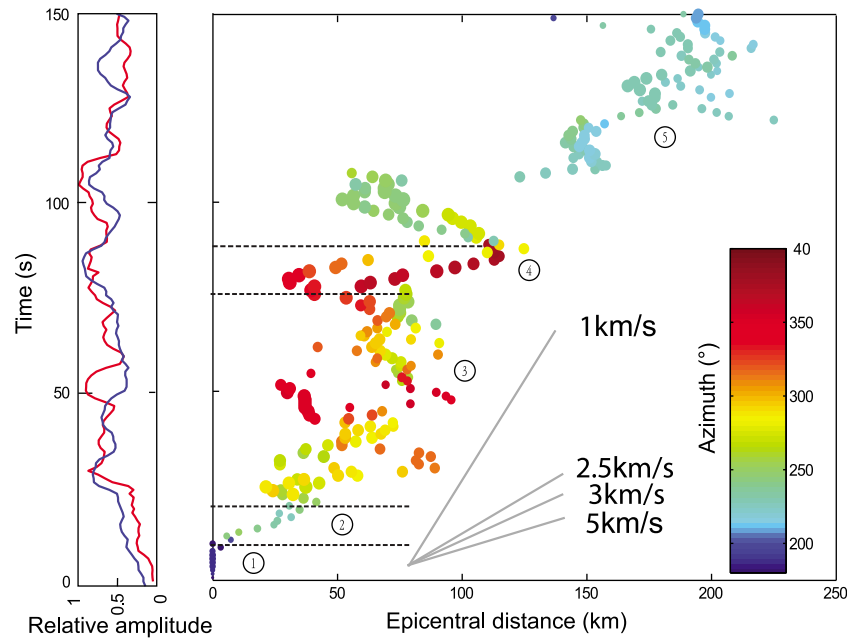 150
100
50
0
Time (s)
1
0.5
0
Relative amplitude
0
50
100
150
200
250
Epicentral distance (km)
1
2
3
4
5
1km/s
2.5km/s
3km/s
5km/s
Azimuth (°)
40
350
300
250
200